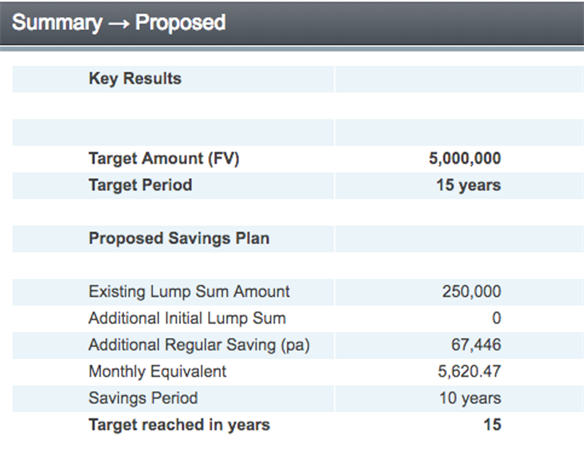 Summary → Proposed
Key Results
Target Amount (FV) 5,000,000
Target Period 15 years
Proposed Savings Plan
Existing Lump Sum Amount 250,000
Additional Initial Lump Sum 0
Additional Regular Saving (pa) 67,446
Monthly Equivalent 5,620.47
Savings Period 10 years
Target reached in years 15